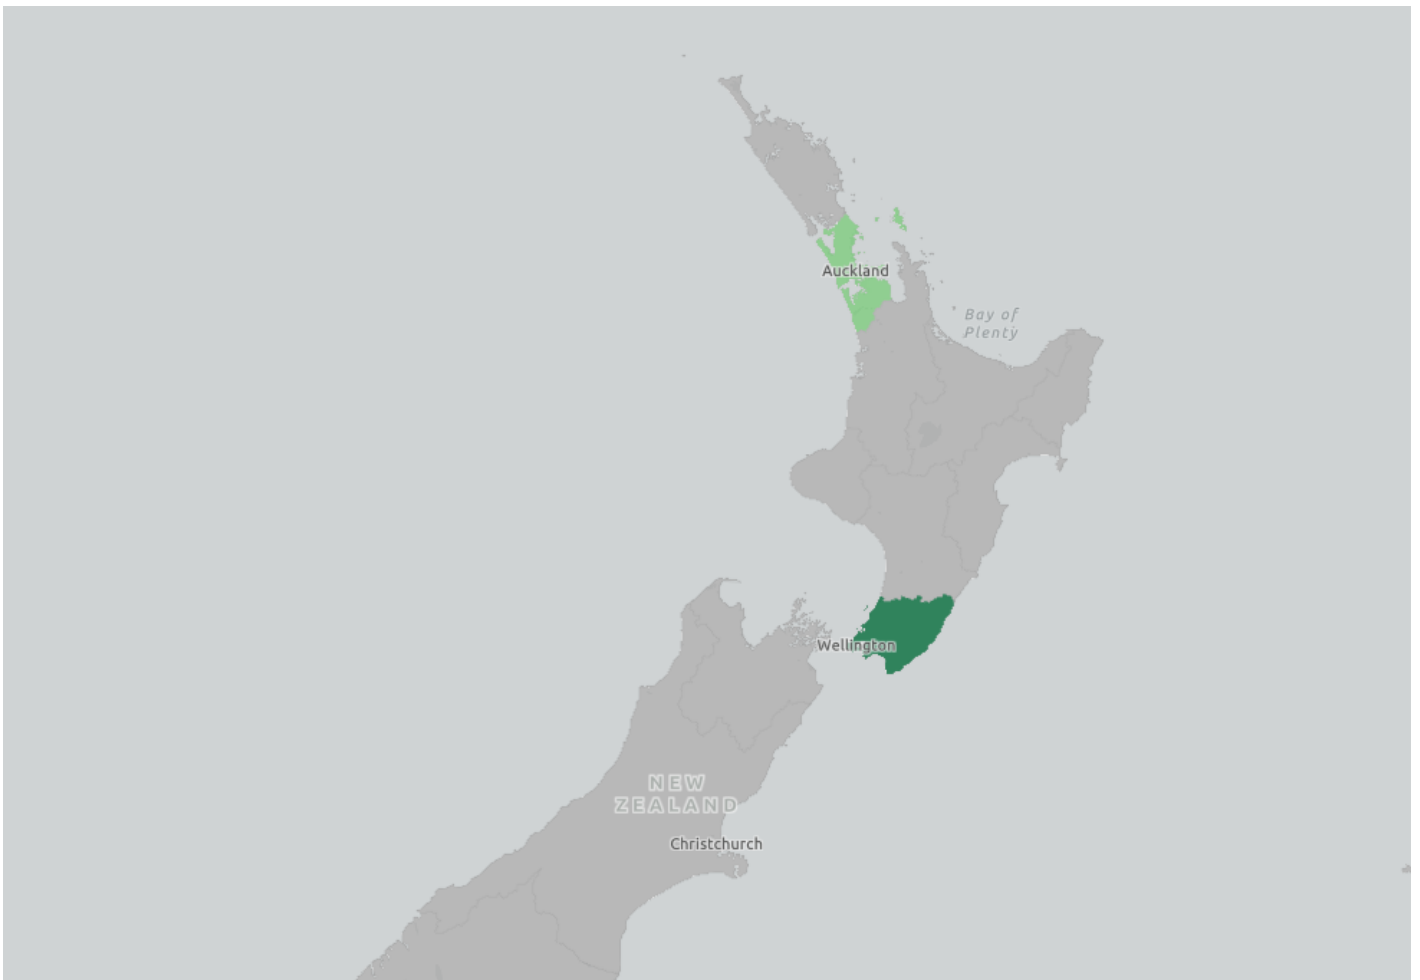 Auckland
Bay of
Plenty
Wellington
NEW
ZEALAND
Christchurch